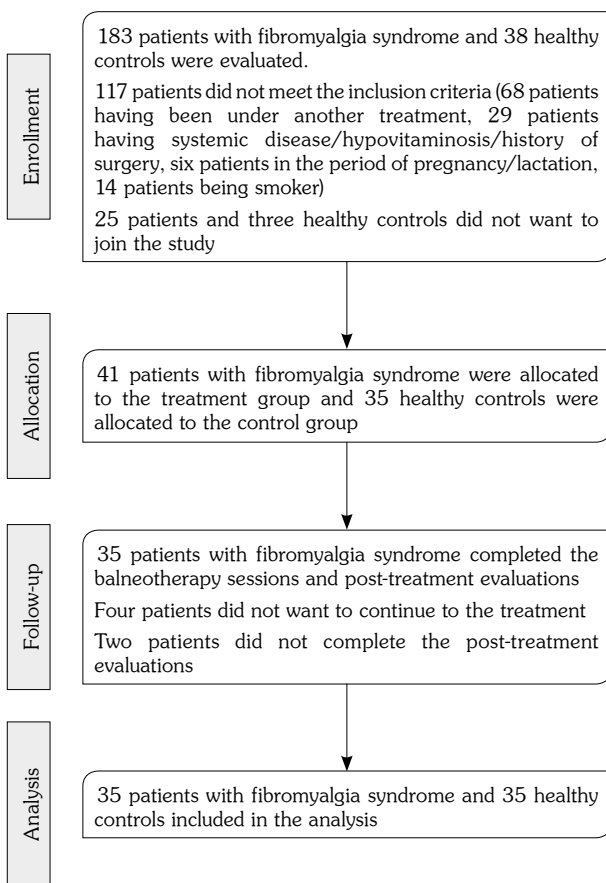 Enrollment
183 patients with fibromyalgia syndrome and 38 healthy
controls were evaluated.
117 patients did not meet the inclusion criteria (68 patients
having been under another treatment, 29 patients
having systemic disease/hypovitaminosis/history of
surgery, six patients in the period of pregnancy/lactation,
14 patients being smoker)
25 patients and three healthy controls did not want to
join the study
Allocation
41 patients with fibromyalgia syndrome were allocated
to the treatment group and 35 healthy controls were
allocated to the control group
Follow-up
35 patients with fibromyalgia syndrome completed the
balneotherapy sessions and post-treatment evaluations
Four patients did not want to continue to the treatment
Two patients did not complete the post-treatment
evaluations
Analysis
35 patients with fibromyalgia syndrome and 35 healthy
controls included in the analysis